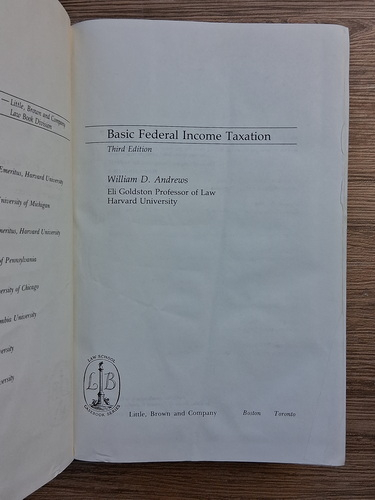 — Little, Brown and Company
Law Book Division
Emeritus, Harvard University
University of Michigan
Emeritus, Harvard University
of Pennsylvania
University of Chicago
Columbia University
Basic Federal Income Taxation
Third Edition
William D. Andrews
Eli Goldston Professor of Law
Harvard University
LAW SCHOOL
L B
CASEBOOK SERIES
Little, Brown and Company Boston Toronto